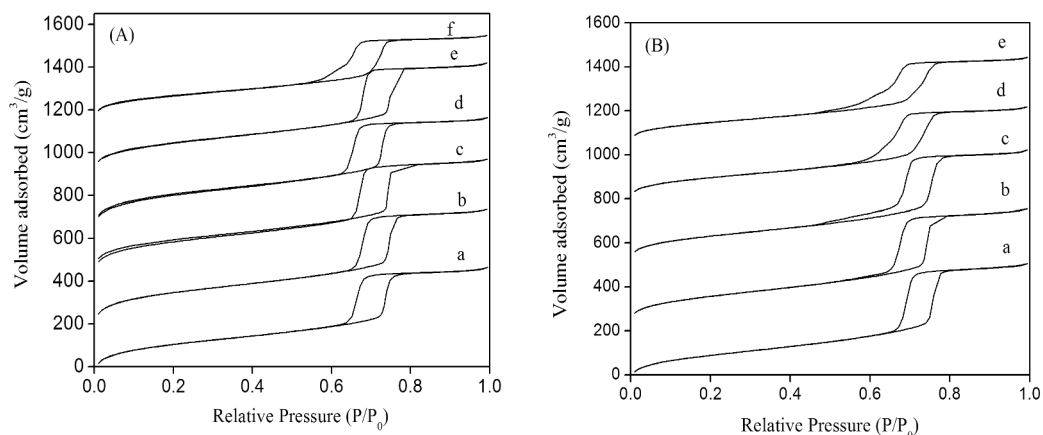 (A)
Volume adsorbed (cm³/g)
1600
1400
1200
1000
800
600
400
200
0
f
e
d
c
b
a
0.0 0.2 0.4 0.6 0.8 1.0
Relative Pressure (P/P₀)
(B)
Volume adsorbed (cm³/g)
1600
1400
1200
1000
800
600
400
200
0
e
d
c
b
a
0.0 0.2 0.4 0.6 0.8 1.0
Relative Pressure (P/P₀)